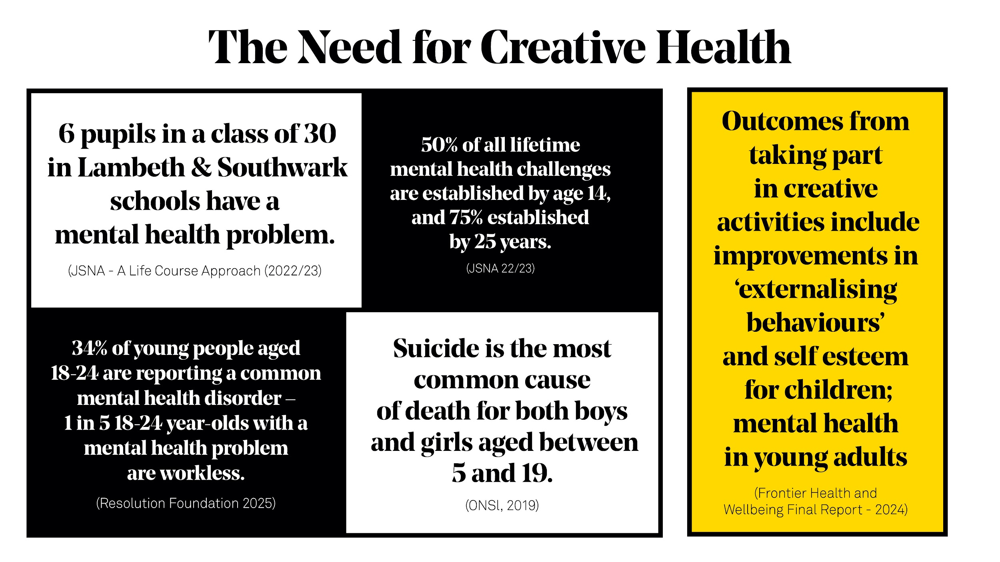 The Need for Creative Health
6 pupils in a class of 30
in Lambeth & Southwark
schools have a
mental health problem.
(JSNA - A Life Course Approach (2022/23)
50% of all lifetime
mental health challenges
are established by age 14,
and 75% established
by 25 years.
(JSNA 22/23)
34% of young people aged
18-24 are reporting a common
mental health disorder –
1 in 5 18-24 year-olds with a
mental health problem
are workless.
(Resolution Foundation 2025)
Suicide is the most
common cause
of death for both boys
and girls aged between
5 and 19.
(ONSl, 2019)
Outcomes from
taking part
in creative
activities include
improvements in
‘externalising
behaviours’
and self esteem
for children;
mental health
in young adults
(Frontier Health and
Wellbeing Final Report - 2024)